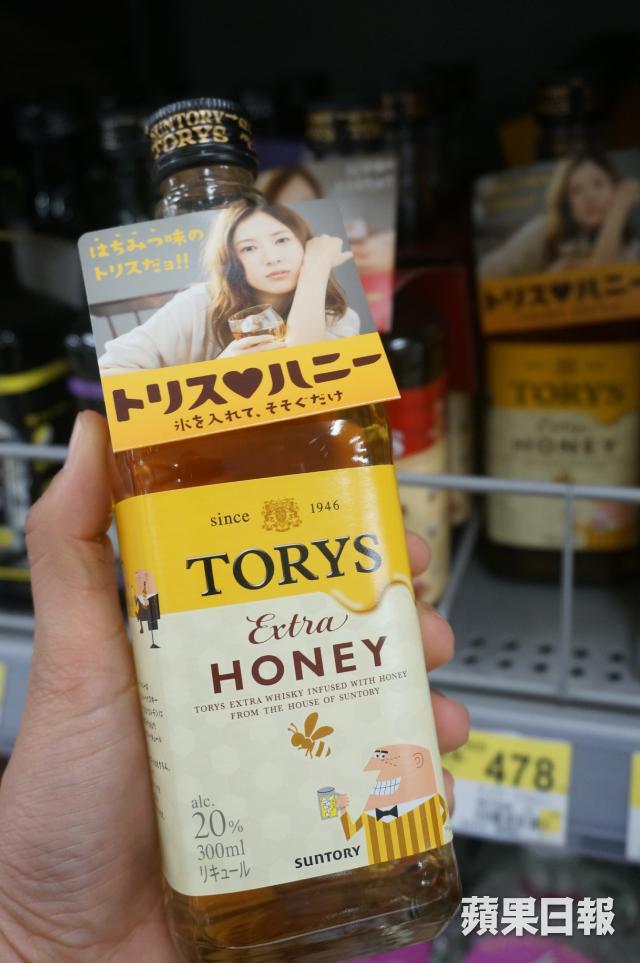 SUNTORY
TORYS
はちみつ味の
トリスだョ!!
トリス♥ハニー
氷を入れて、そそぐだけ
since 1946
TORYS
Extra
HONEY
TORYS EXTRA WHISKY INFUSED WITH HONEY
FROM THE HOUSE OF SUNTORY
alc.
20%
300ml
リキュール
SUNTORY
トリス♥ハニー
TORYS
Extra
HONEY
478
蘋果日報